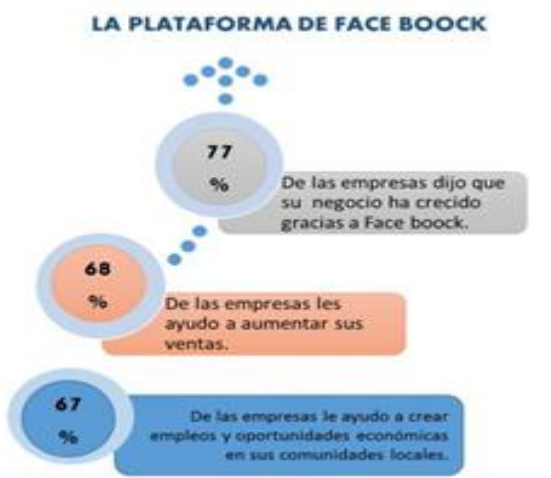 LA PLATAFORMA DE FACE BOOCK
77
%
De las empresas dijo que
su negocio ha crecido
gracias a Face boock.
68
%
De las empresas les
ayudo a aumentar sus
ventas.
67
%
De las empresas le ayudo a crear
empleos y oportunidades económicas
en sus comunidades locales.